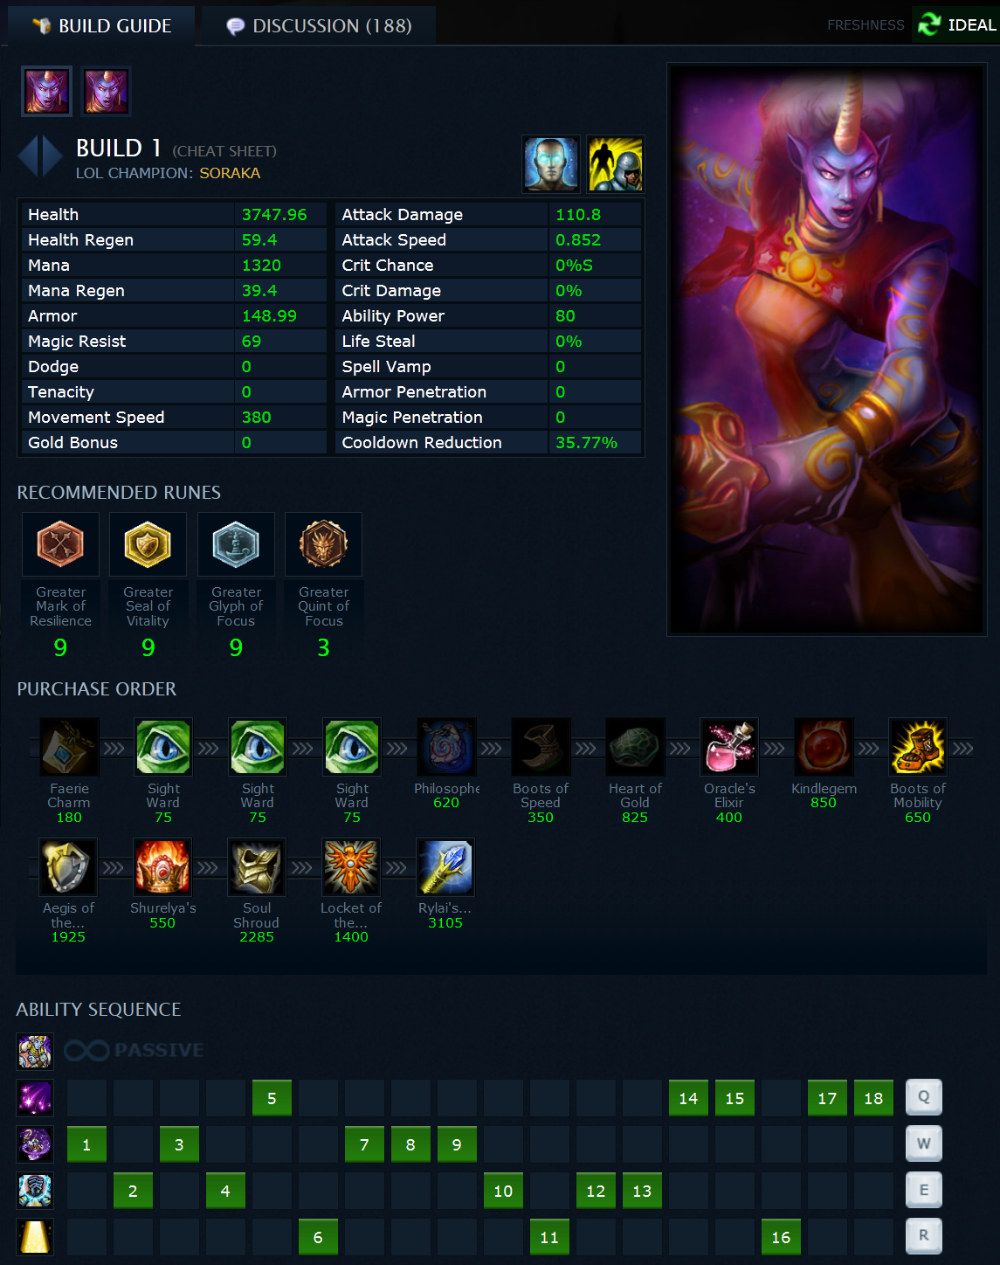 BUILD GUIDE
DISCUSSION (188)
FRESHNESS
IDEAL
BUILD 1 (CHEAT SHEET)
LOL CHAMPION: SORAKA
Health 3747.96 Attack Damage 110.8
Health Regen 59.4 Attack Speed 0.852
Mana 1320 Crit Chance 0%S
Mana Regen 39.4 Crit Damage 0%
Armor 148.99 Ability Power 80
Magic Resist 69 Life Steal 0%
Dodge 0 Spell Vamp 0
Tenacity 0 Armor Penetration 0
Movement Speed 380 Magic Penetration 0
Gold Bonus 0 Cooldown Reduction 35.77%
RECOMMENDED RUNES
Greater Greater Greater Greater
Mark of Seal of Glyph of Quint of
Resilience Vitality Focus Focus
9 9 9 3
PURCHASE ORDER
Faerie Sight Sight Sight Philosophe Boots of Heart of Oracle's Kindlegem Boots of
Charm Ward Ward Ward 620 Speed Gold Elixir 850 Mobility
180 75 75 75 350 825 400 650
Aegis of Shurelya's Soul Locket of Rylai's...
the... 550 Shroud the... 3105
1925 2285 1400
ABILITY SEQUENCE
PASSIVE
5 14 15 17 18 Q
1 3 7 8 9 W
2 4 10 12 13 E
6 11 16 R